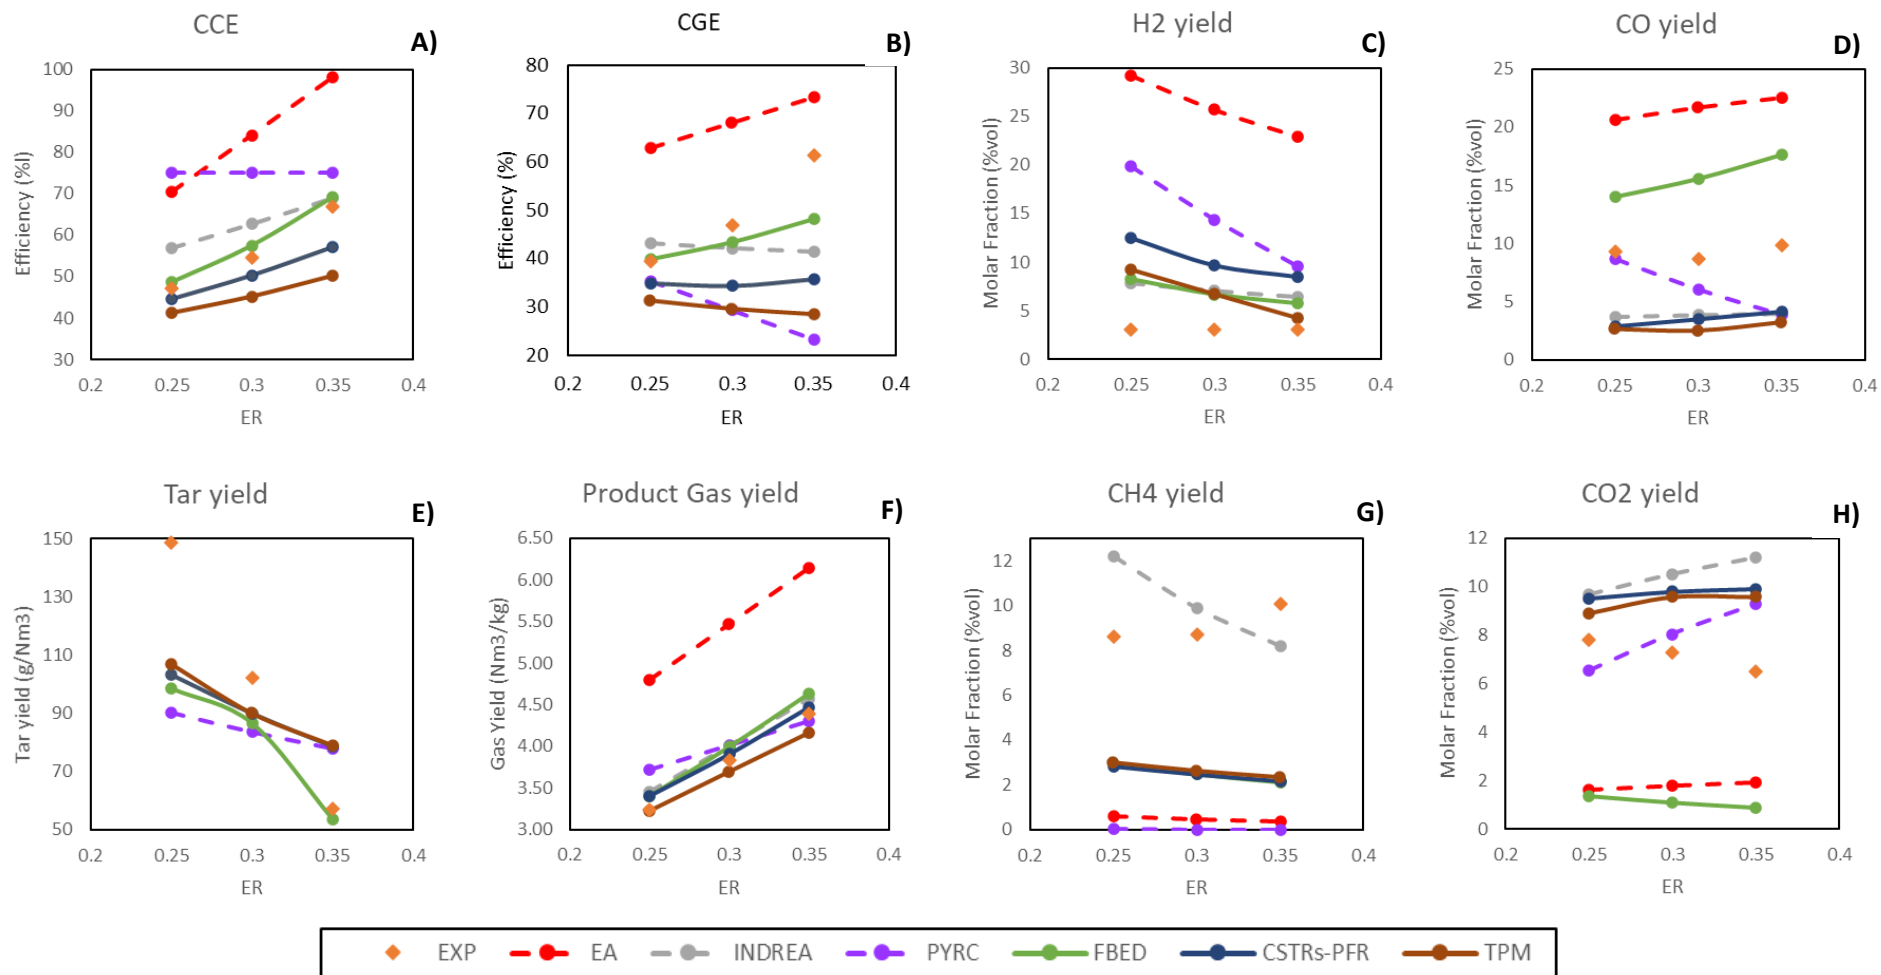 CCE
A)
Efficiency (%)l
100
90
80
70
60
50
40
30
0.2 0.25 0.3 0.35 0.4
ER
CGE
B)
Efficiency (%)
80
70
60
50
40
30
20
0.2 0.25 0.3 0.35 0.4
ER
H2 yield
C)
Molar Fraction (%vol)
30
25
20
15
10
5
0
0.2 0.25 0.3 0.35 0.4
ER
CO yield
D)
Molar Fraction (%vol)
25
20
15
10
5
0
0.2 0.25 0.3 0.35 0.4
ER
Tar yield
E)
Tar yield (g/Nm3)
150
130
110
90
70
50
0.2 0.25 0.3 0.35 0.4
ER
Product Gas yield
F)
Gas Yield (Nm3/kg)
6.50
6.00
5.50
5.00
4.50
4.00
3.50
3.00
0.2 0.25 0.3 0.35 0.4
ER
CH4 yield
G)
Molar Fraction (%vol)
12
10
8
6
4
2
0
0.2 0.25 0.3 0.35 0.4
ER
CO2 yield
H)
Molar Fraction (%vol)
12
10
8
6
4
2
0
0.2 0.25 0.3 0.35 0.4
ER
EXP EA INDREA PYRC FBED CSTRs-PFR TPM